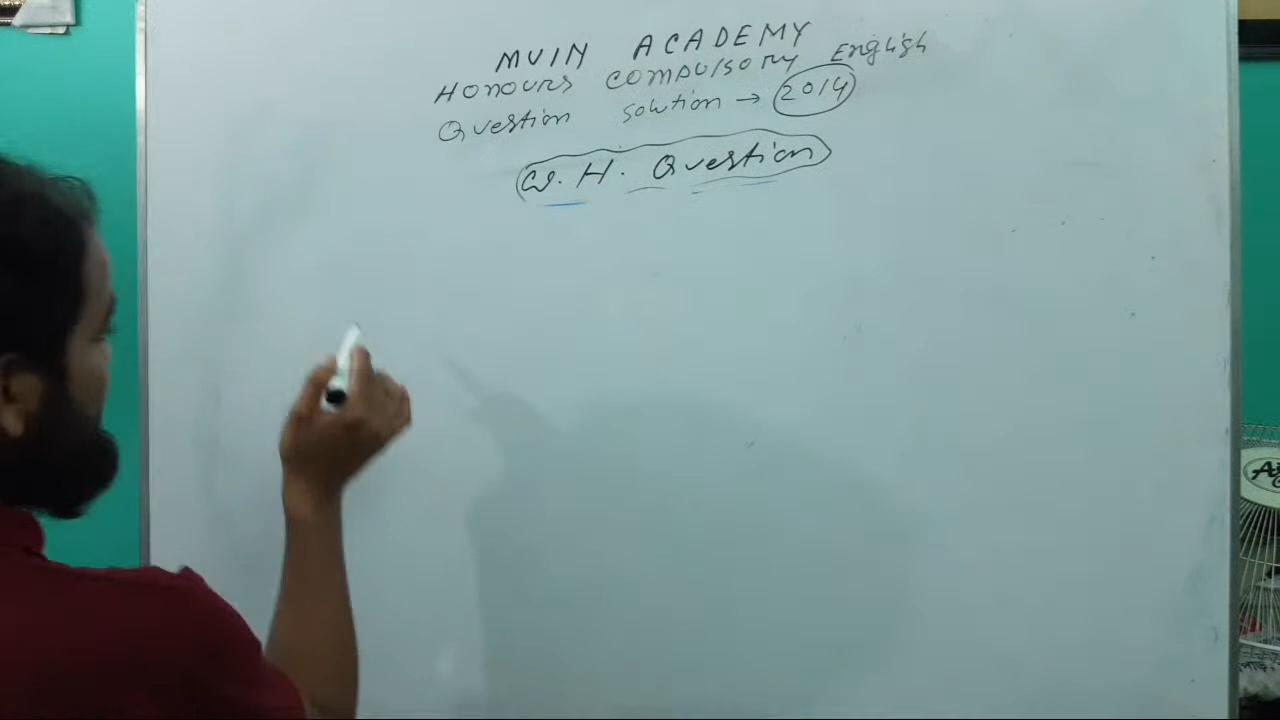 MUIN ACADEMY
HONOURS COMPULSORY English
Question solution → 2014
W. H. Question